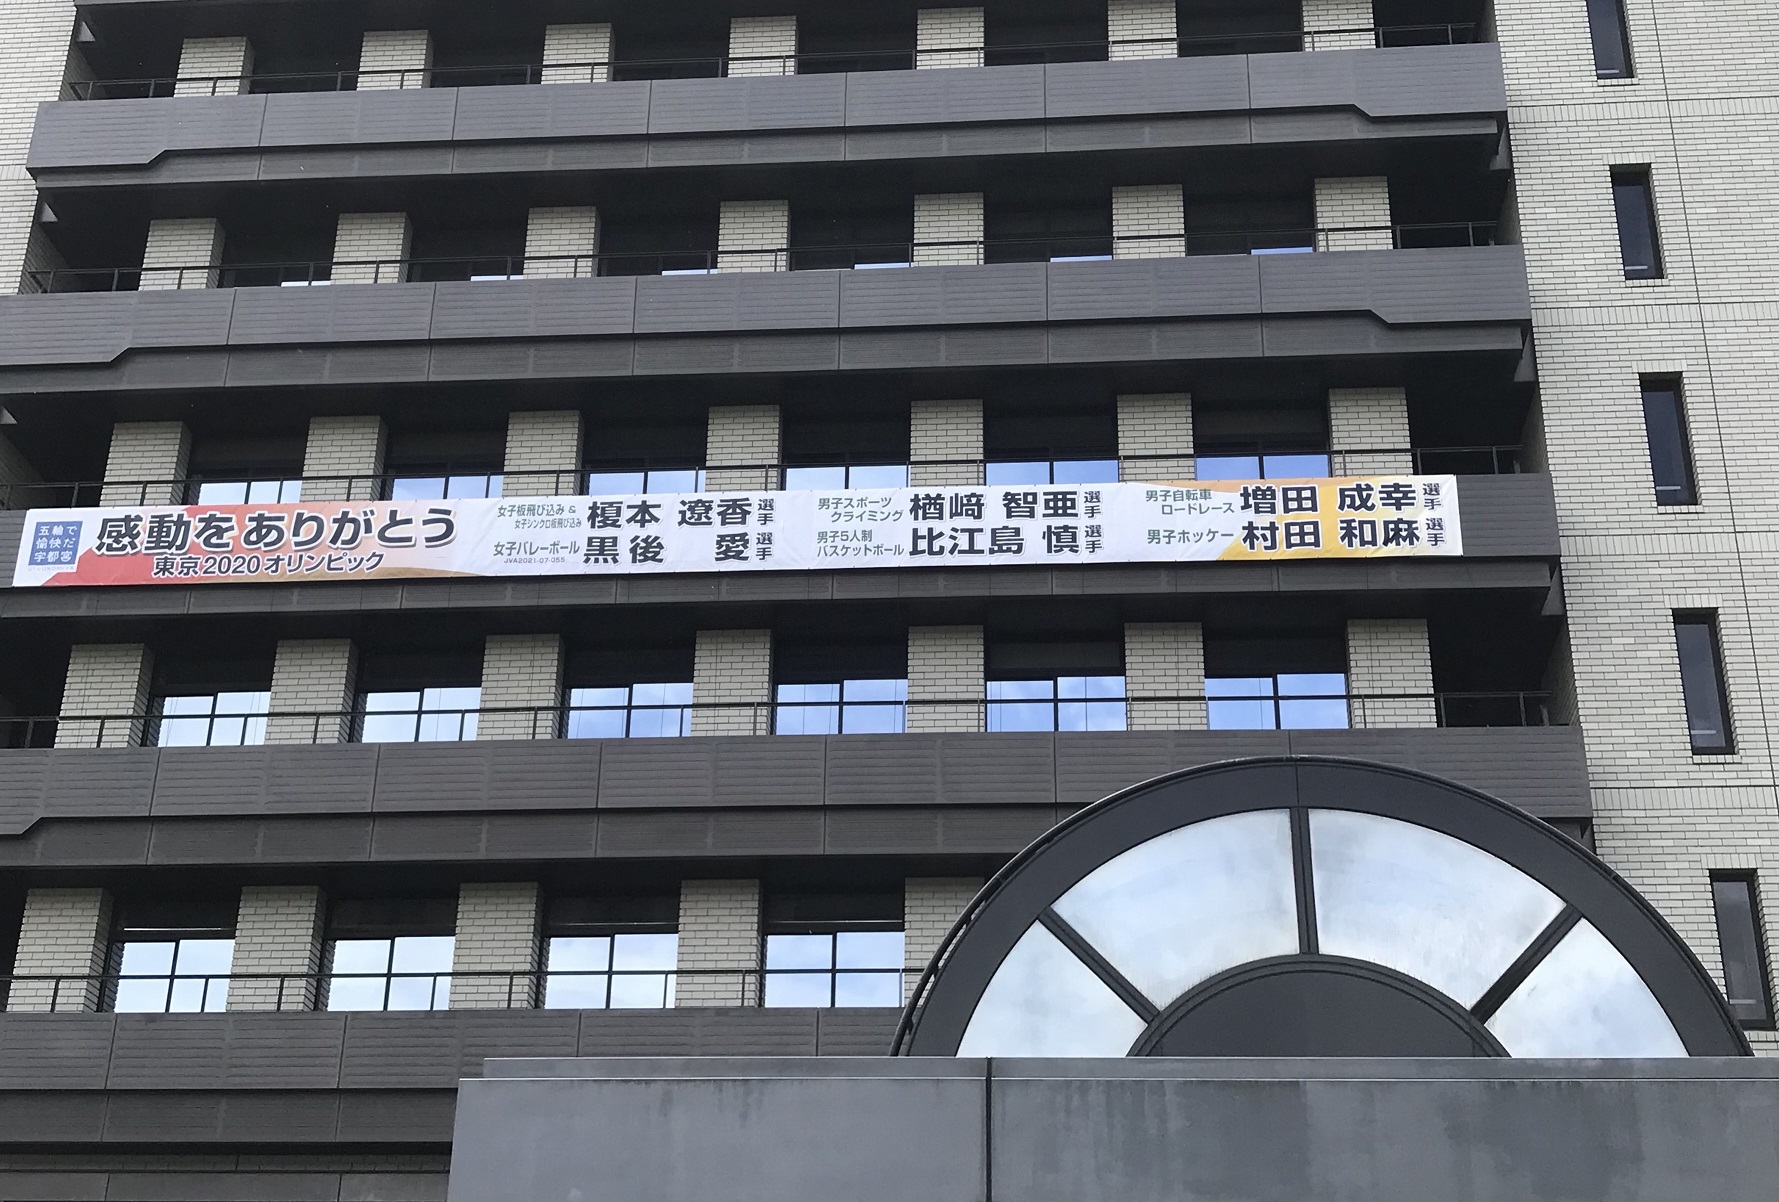 五輪で
愉快だ
宇都宮
感動をありがとう
東京2020オリンピック
女子板飛び込み &
女子シンクロ板飛び込み
榎本 遼香 選手
女子バレーボール
JVA2021-07-055
黒後 愛 選手
男子スポーツ
クライミング
楢﨑 智亜 選手
男子5人制
バスケットボール
比江島 慎 選手
男子自転車
ロードレース
増田 成幸 選手
男子ホッケー
村田 和麻 選手